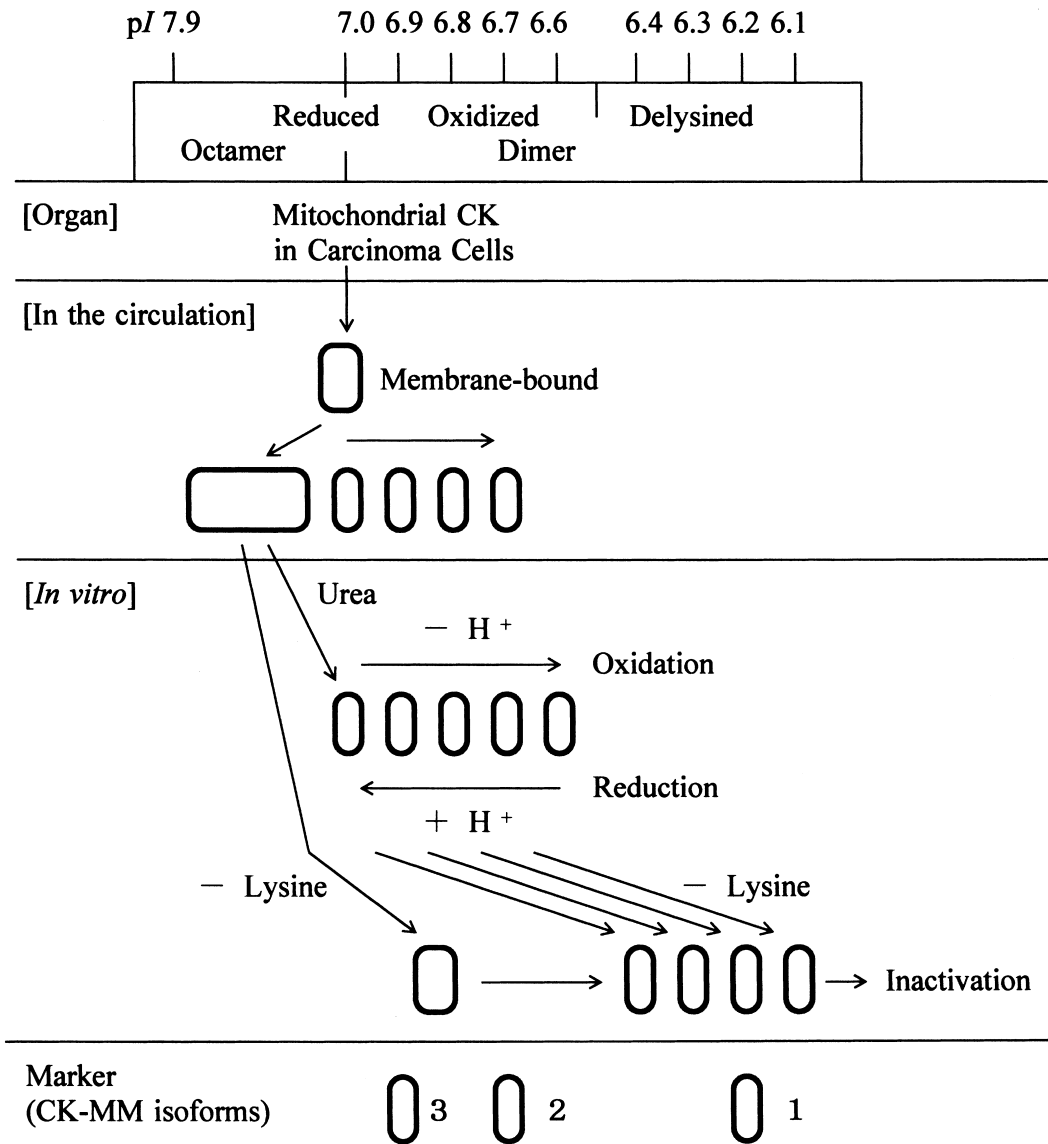 pI 7.9 7.0 6.9 6.8 6.7 6.6 6.4 6.3 6.2 6.1
Reduced Oxidized Delysined
Octamer Dimer
[Organ] Mitochondrial CK
in Carcinoma Cells
[In the circulation]
Membrane-bound
[In vitro] Urea
− H⁺
Oxidation
Reduction
+ H⁺
− Lysine − Lysine
Inactivation
Marker
(CK-MM isoforms) 3 2 1